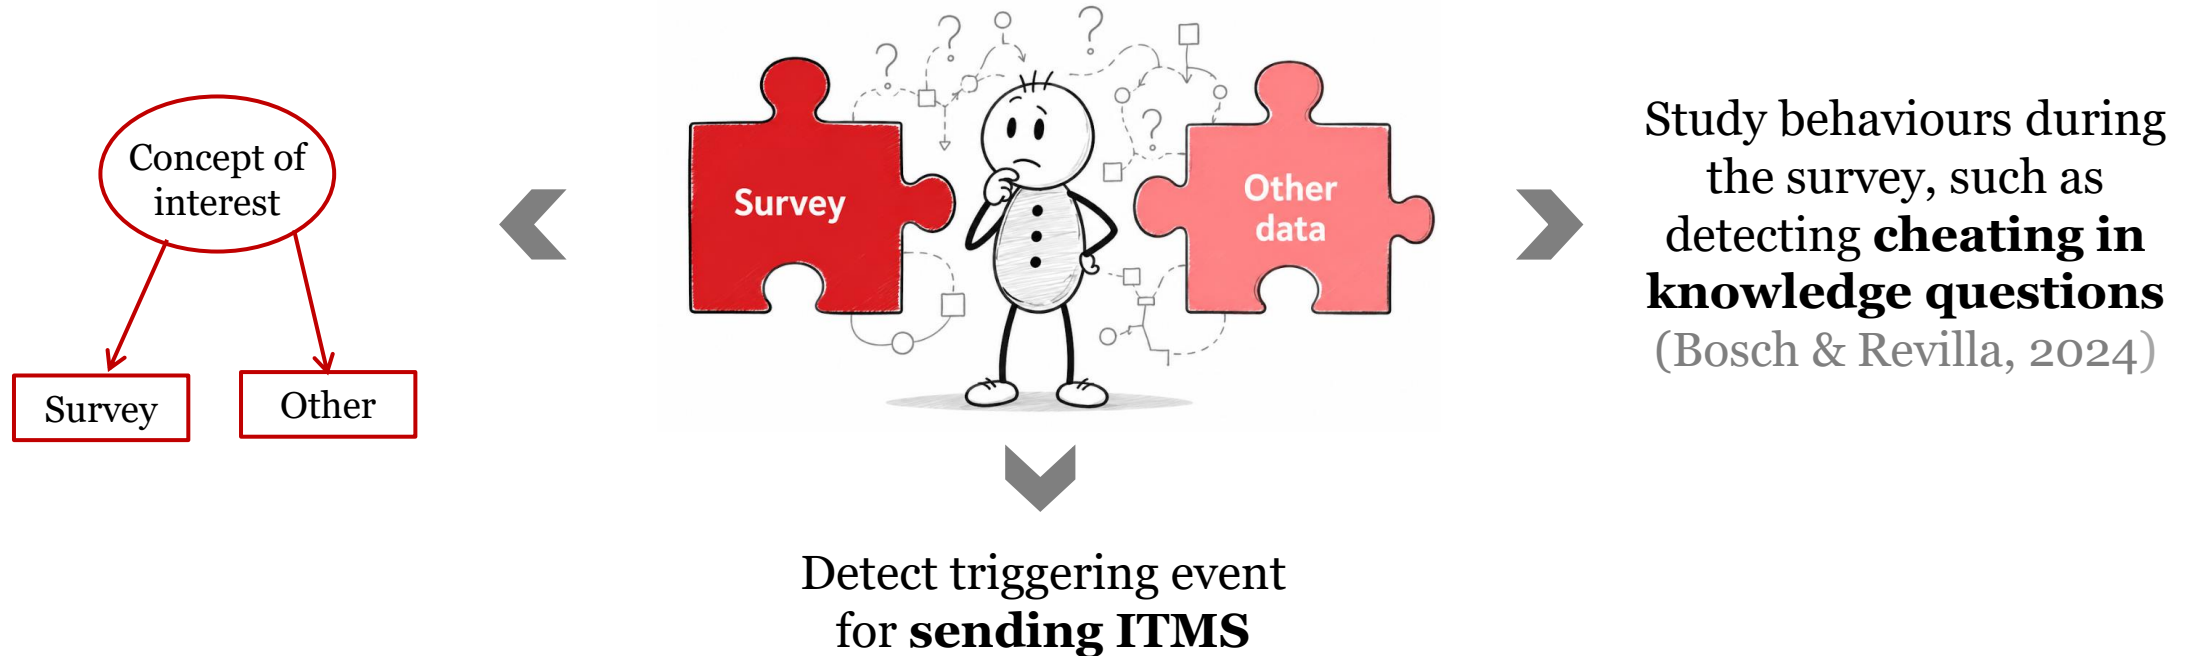 Concept of
interest
Survey
Other
Survey
Other
data
?
?
?
?
Study behaviours during
the survey, such as
detecting cheating in
knowledge questions
(Bosch & Revilla, 2024)
Detect triggering event
for sending ITMS